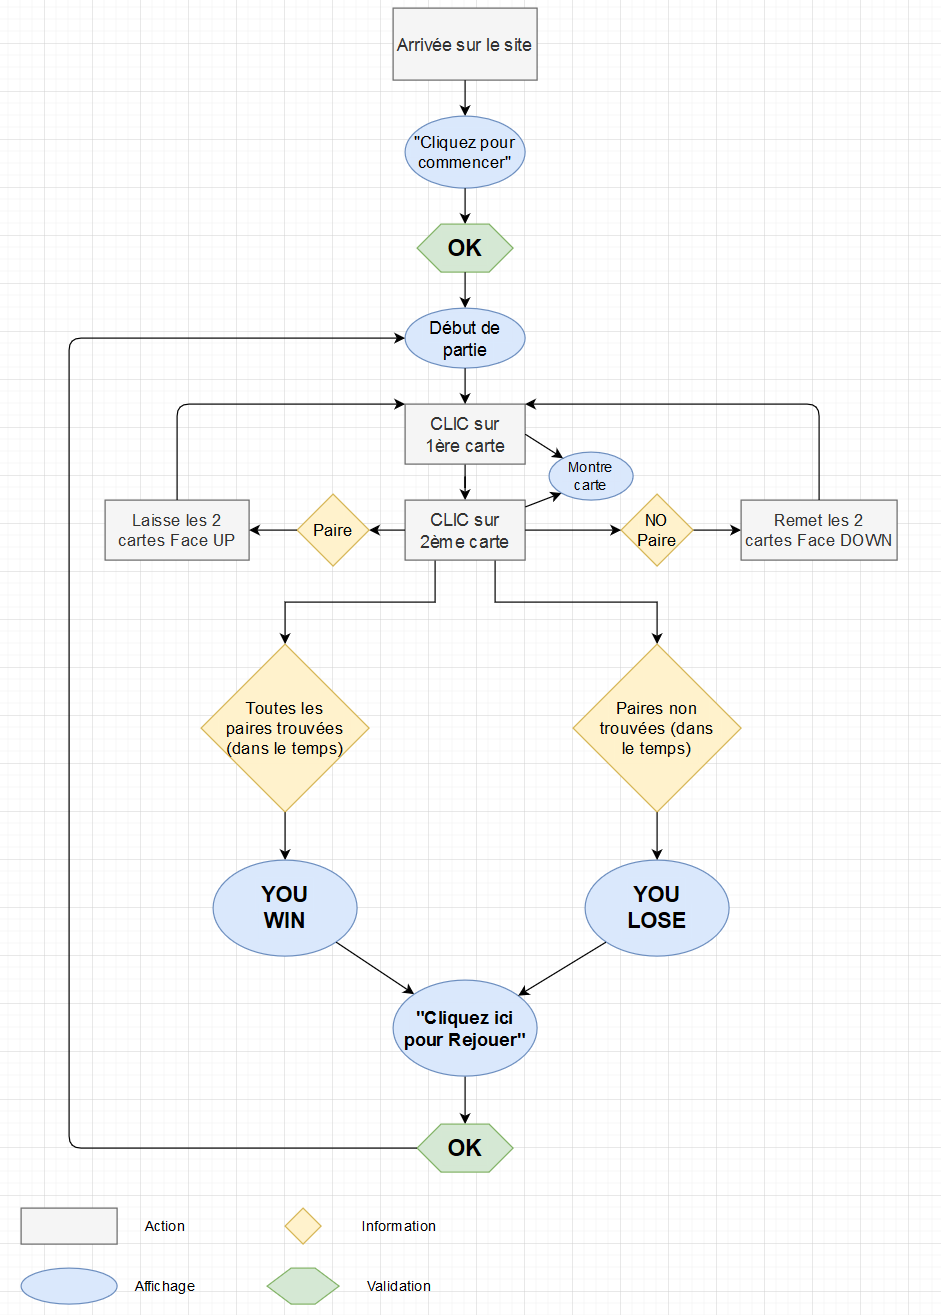 Arrivée sur le site
"Cliquez pour
commencer"
OK
Début de
partie
CLIC sur
1ère carte
Montre
carte
Laisse les 2
cartes Face UP
Paire
CLIC sur
2ème carte
NO
Paire
Remet les 2
cartes Face DOWN
Toutes les
paires trouvées
(dans le temps)
Paires non
trouvées (dans
le temps)
YOU
WIN
YOU
LOSE
"Cliquez ici
pour Rejouer"
OK
Action
Information
Affichage
Validation